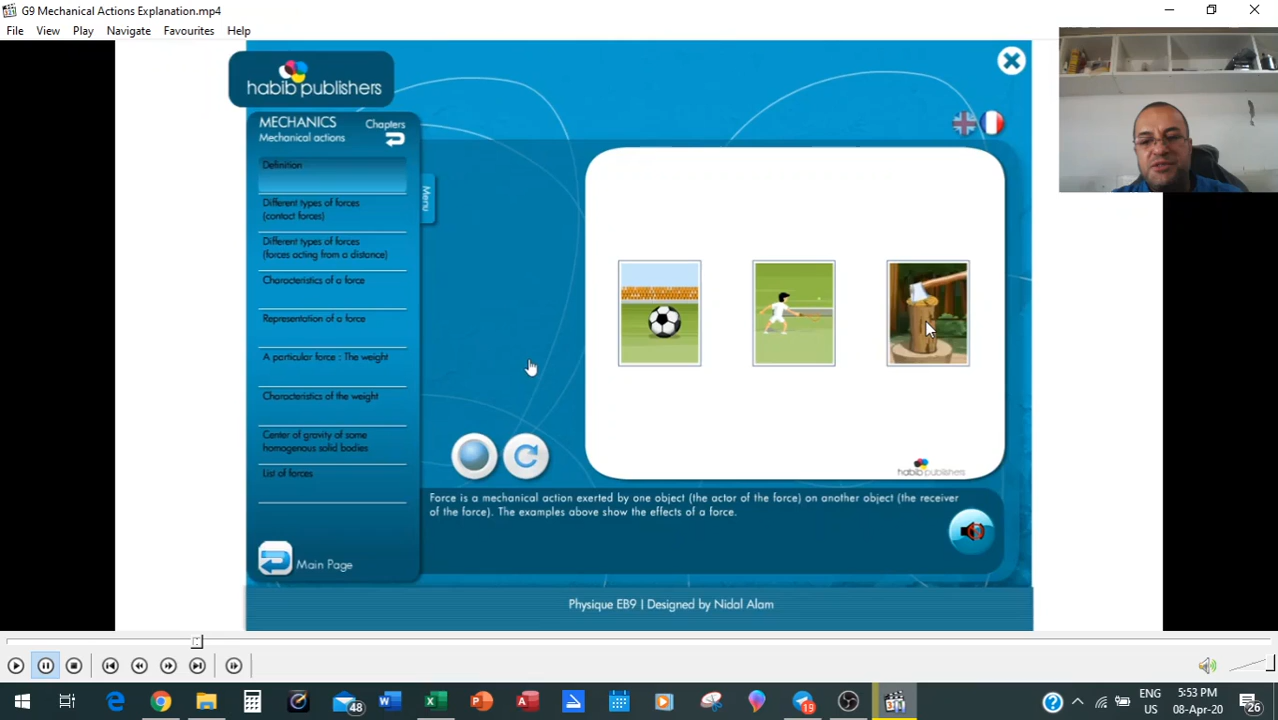 G9 Mechanical Actions Explanation.mp4
File View Play Navigate Favourites Help
habib publishers
MECHANICS
Mechanical actions
Chapters
Definition
Different types of forces
(contact forces)
Different types of forces
(forces acting from a distance)
Characteristics of a force
Representation of a force
A particular force : The weight
Characteristics of the weight
Center of gravity of some
homogenous solid bodies
List of forces
Main Page
Menu
habib publishers
Force is a mechanical action exerted by one object (the actor of the force) on another object (the receiver
of the force). The examples above show the effects of a force.
Physique EB9 | Designed by Nidal Alam
48
19
ENG
US
5:53 PM
08-Apr-20
26